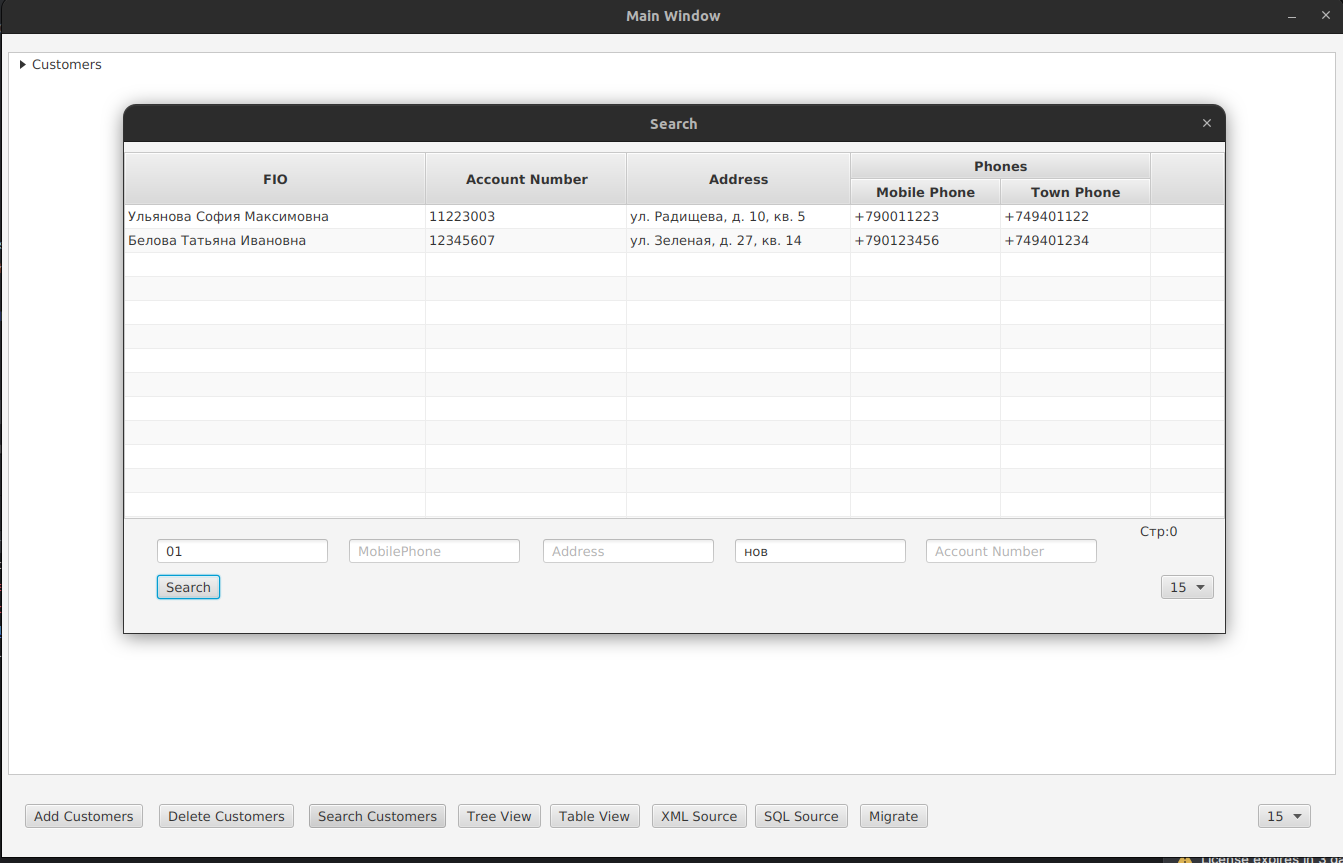 Main Window
Customers
Search
Phones
FIO Account Number Address
Mobile Phone Town Phone
Ульянова София Максимовна 11223003 ул. Радищева, д. 10, кв. 5 +790011223 +749401122
Белова Татьяна Ивановна 12345607 ул. Зеленая, д. 27, кв. 14 +790123456 +749401234
Стр:0
01 MobilePhone Address нов Account Number
Search 15
Add Customers Delete Customers Search Customers Tree View Table View XML Source SQL Source Migrate 15
License expires in 3